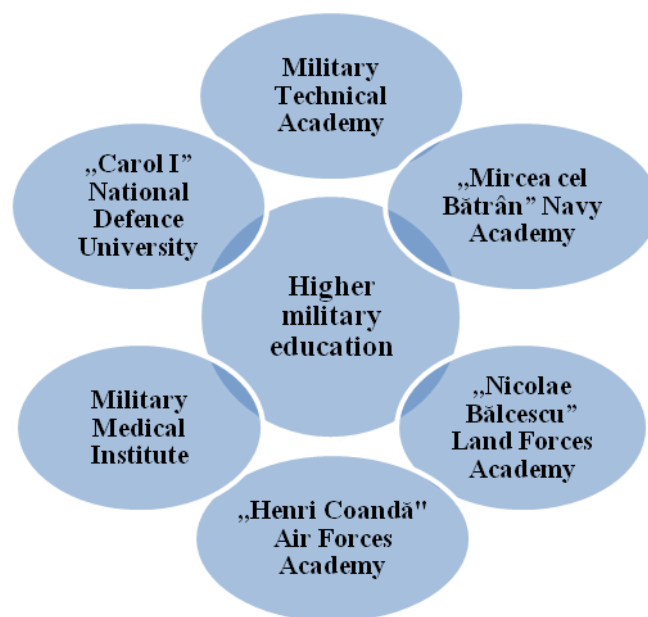 Military
Technical
Academy
„Carol I”
National
Defence
University
„Mircea cel
Bătrân” Navy
Academy
Higher
military
education
Military
Medical
Institute
„Nicolae
Bălcescu”
Land Forces
Academy
„Henri Coandă"
Air Forces
Academy